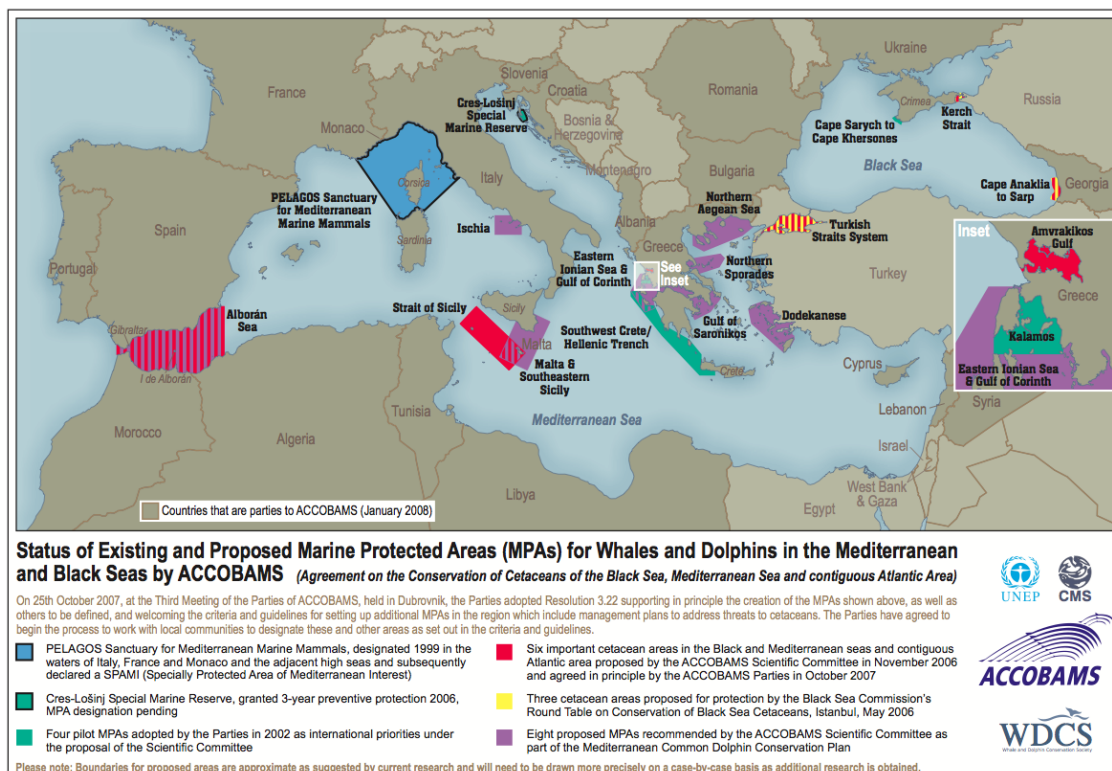 Ukraine
France
Slovenia
Croatia
Romania
Crimea
Russia
Cres-Lošinj
Special
Marine Reserve
Kerch
Strait
Monaco
Bosnia &
Herzegovina
Cape Sarych to
Cape Khersones
Black Sea
Montenegro
Italy
Bulgaria
Corsica
Cape Anaklia
to Sarp
Georgia
PELAGOS Sanctuary
for Mediterranean
Marine Mammals
Northern
Aegean Sea
Albania
Spain
Ischia
Turkish
Straits System
Inset
Amvrakikos
Gulf
Sardinia
Greece
Eastern
Ionian Sea &
Gulf of Corinth
See
Inset
Northern
Sporades
Portugal
Turkey
Greece
Strait of Sicily
Sicily
Alborán
Sea
Gibraltar
Southwest Crete/
Hellenic Trench
Gulf of
Saronikos
Dodekanese
Kalamos
Malta
Malta &
Southeastern
Sicily
Cyprus
Crete
Eastern Ionian Sea
& Gulf of Corinth
I de Alborán
Tunisia
Mediterranean Sea
Lebanon
Syria
Morocco
Algeria
Israel
West Bank
& Gaza
Libya
Egypt
Countries that are parties to ACCOBAMS (January 2008)
Status of Existing and Proposed Marine Protected Areas (MPAs) for Whales and Dolphins in the Mediterranean
and Black Seas by ACCOBAMS (Agreement on the Conservation of Cetaceans of the Black Sea, Mediterranean Sea and contiguous Atlantic Area)
On 25th October 2007, at the Third Meeting of the Parties of ACCOBAMS, held in Dubrovnik, the Parties adopted Resolution 3.22 supporting in principle the creation of the MPAs shown above, as well as
others to be defined, and welcoming the criteria and guidelines for setting up additional MPAs in the region which include management plans to address threats to cetaceans. The Parties have agreed to
begin the process to work with local communities to designate these and other areas as set out in the criteria and guidelines.
UNEP
CMS
PELAGOS Sanctuary for Mediterranean Marine Mammals, designated 1999 in the
waters of Italy, France and Monaco and the adjacent high seas and subsequently
declared a SPAMI (Specially Protected Area of Mediterranean Interest)
Cres-Lošinj Special Marine Reserve, granted 3-year preventive protection 2006,
MPA designation pending
Four pilot MPAs adopted by the Parties in 2002 as international priorities under
the proposal of the Scientific Committee
Six important cetacean areas in the Black and Mediterranean seas and contiguous
Atlantic area proposed by the ACCOBAMS Scientific Committee in November 2006
and agreed in principle by the ACCOBAMS Parties in October 2007
Three cetacean areas proposed for protection by the Black Sea Commission's
Round Table on Conservation of Black Sea Cetaceans, Istanbul, May 2006
Eight proposed MPAs recommended by the ACCOBAMS Scientific Committee as
part of the Mediterranean Common Dolphin Conservation Plan
ACCOBAMS
WDCS
Whale and Dolphin Conservation Society
Please note: Boundaries for proposed areas are approximate as suggested by current research and will need to be drawn more precisely on a case-by-case basis as additional research is obtained.